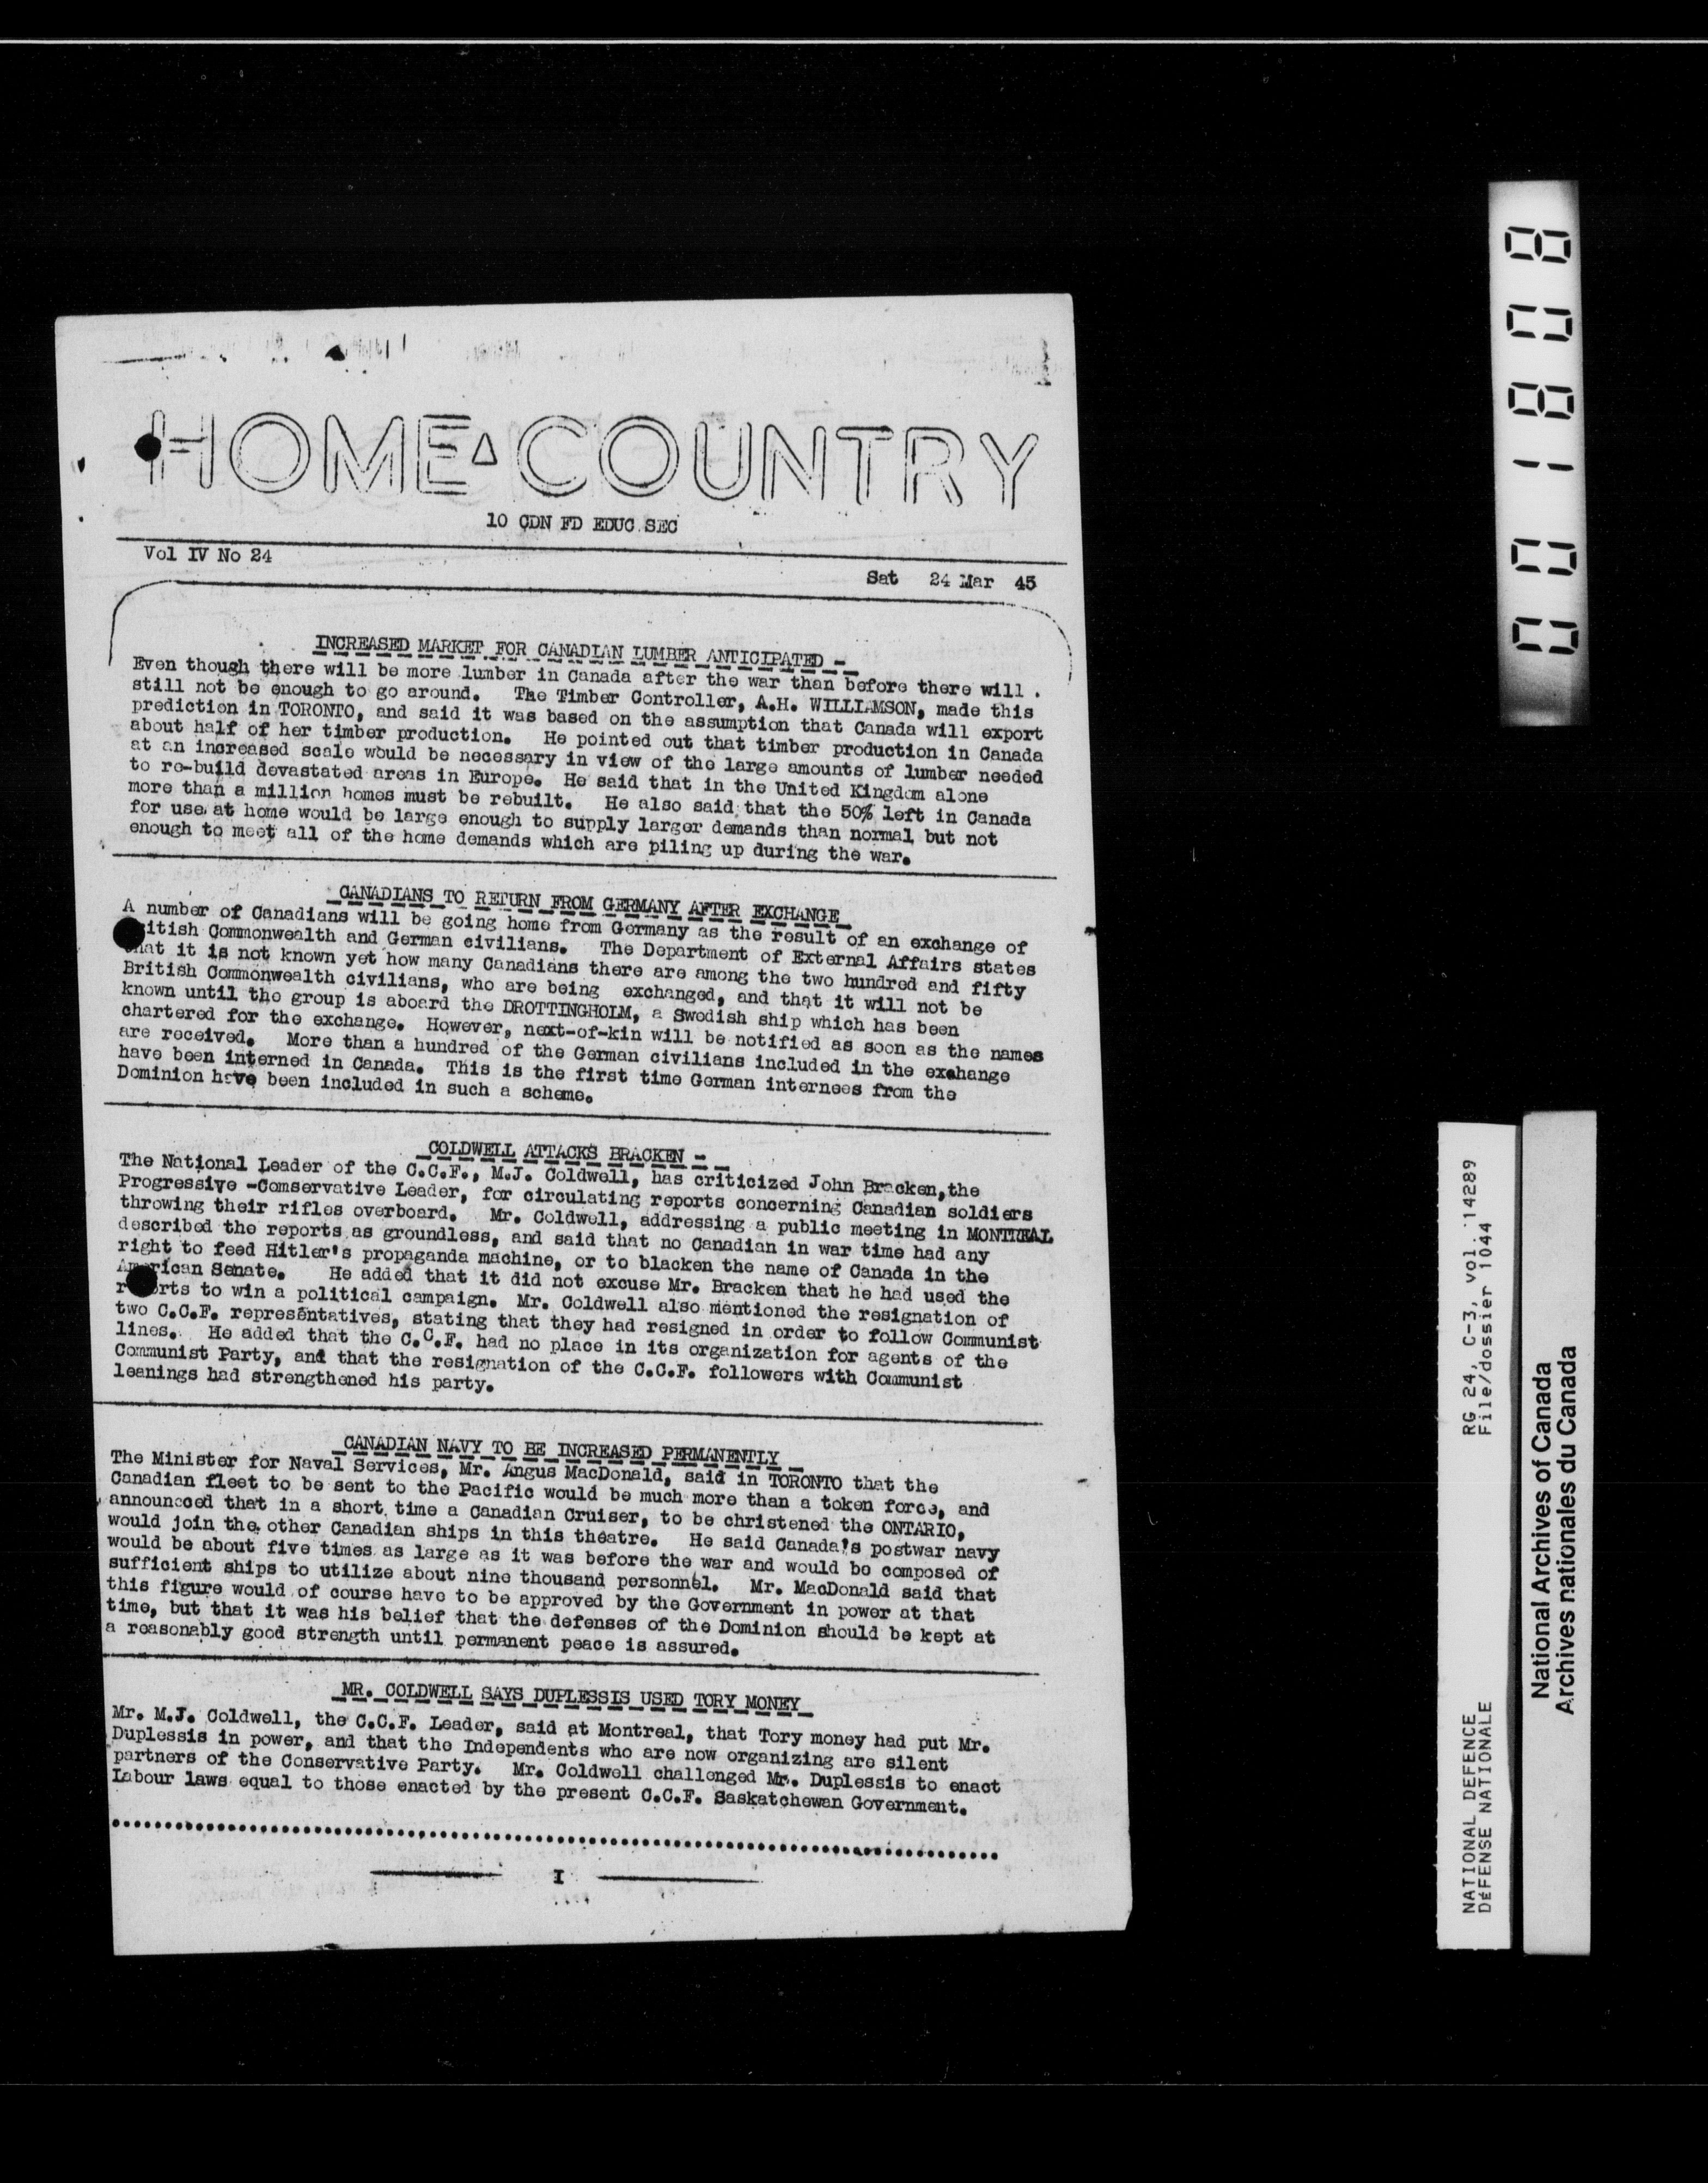 HOME COUNTRY
10 CDN FD EDUC SEC
Vol IV No 24
Sat 24 Mar 45
INCREASED MARKET FOR CANADIAN LUMBER ANTICIPATED -
Even though there will be more lumber in Canada after the war than before there will .
still not be enough to go around. The Timber Controller, A.H. WILLIAMSON, made this
prediction in TORONTO, and said it was based on the assumption that Canada will export
about half of her timber production. He pointed out that timber production in Canada
at an increased scale would be necessary in view of the large amounts of lumber needed
to re-build devastated areas in Europe. He said that in the United Kingdom alone
more than a million homes must be rebuilt. He also said that the 50% left in Canada
for use at home would be large enough to supply larger demands than normal but not
enough to meet all of the home demands which are piling up during the war.
CANADIANS TO RETURN FROM GERMANY AFTER EXCHANGE
A number of Canadians will be going home from Germany as the result of an exchange of
British Commonwealth and German civilians. The Department of External Affairs states
that it is not known yet how many Canadians there are among the two hundred and fifty
British Commonwealth civilians, who are being exchanged, and that it will not be
known until the group is aboard the DROTTINGHOLM, a Swedish ship which has been
chartered for the exchange. However, next-of-kin will be notified as soon as the names
are received. More than a hundred of the German civilians included in the exchange
have been interned in Canada. This is the first time German internees from the
Dominion have been included in such a scheme.
COLDWELL ATTACKS BRACKEN -
The National Leader of the C.C.F., M.J. Coldwell, has criticized John Bracken, the
Progressive -Comservative Leader, for circulating reports concerning Canadian soldiers
throwing their rifles overboard. Mr. Coldwell, addressing a public meeting in MONTREAL
described the reports as groundless, and said that no Canadian in war time had any
right to feed Hitler's propaganda machine, or to blacken the name of Canada in the
American Senate. He added that it did not excuse Mr. Bracken that he had used the
reports to win a political campaign. Mr. Coldwell also mentioned the resignation of
two C.C.F. representatives, stating that they had resigned in order to follow Communist
lines. He added that the C.C.F. had no place in its organization for agents of the
Communist Party, and that the resignation of the C.C.F. followers with Communist
leanings had strengthened his party.
CANADIAN NAVY TO BE INCREASED PERMANENTLY
The Minister for Naval Services, Mr. Angus MacDonald, said in TORONTO that the
Canadian fleet to be sent to the Pacific would be much more than a token force, and
announcced that in a short time a Canadian Cruiser, to be christened the ONTARIO,
would join the other Canadian ships in this theatre. He said Canada's postwar navy
would be about five times as large as it was before the war and would be composed of
sufficient ships to utilize about nine thousand personnel. Mr. MacDonald said that
this figure would of course have to be approved by the Government in power at that
time, but that it was his belief that the defenses of the Dominion should be kept at
a reasonably good strength until permanent peace is assured.
MR. COLDWELL SAYS DUPLESSIS USED TORY MONEY
Mr. M.J. Coldwell, the C.C.F. Leader, said at Montreal, that Tory money had put Mr.
Duplessis in power, and that the Independents who are now organizing are silent
partners of the Conservative Party. Mr. Coldwell challenged Mr. Duplessis to enact
Labour laws equal to those enacted by the present C.C.F. Saskatchewan Government.
I
001808
NATIONAL DEFENCE RG 24, C-3, vol. 14289
DÉFENSE NATIONALE File/dossier 1044
National Archives of Canada
Archives nationales du Canada